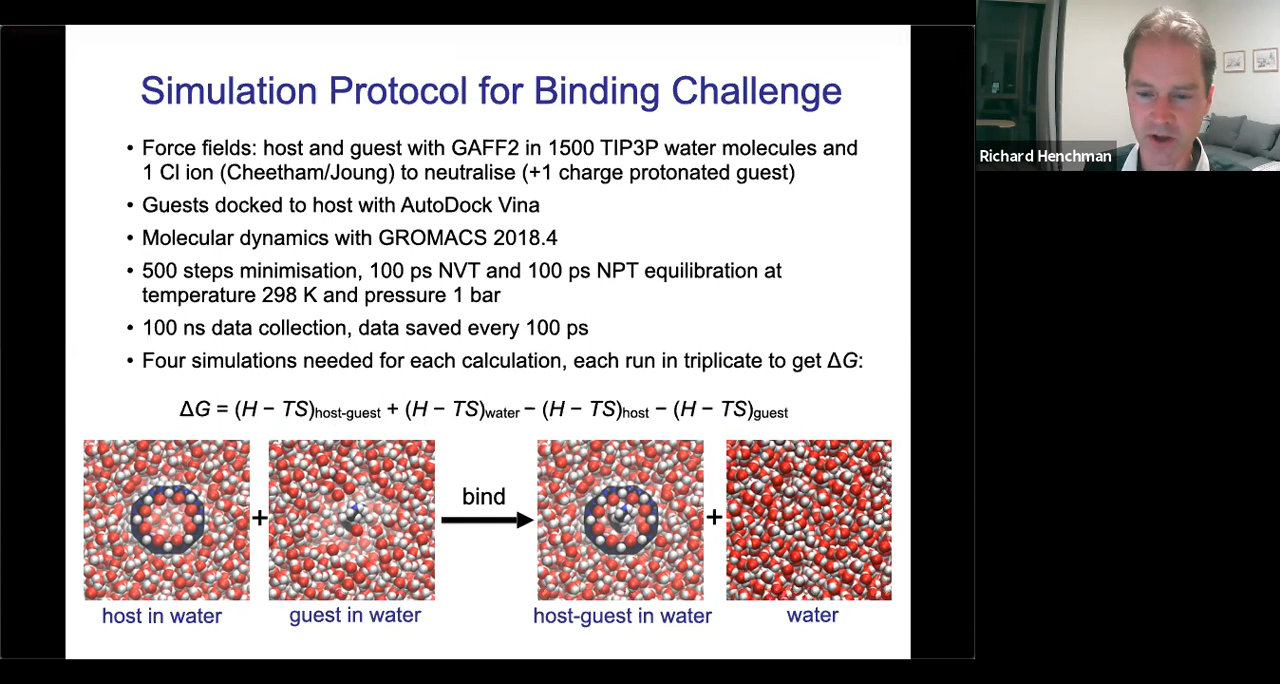 Simulation Protocol for Binding Challenge
• Force fields: host and guest with GAFF2 in 1500 TIP3P water molecules and
1 Cl ion (Cheetham/Joung) to neutralise (+1 charge protonated guest)
• Guests docked to host with AutoDock Vina
• Molecular dynamics with GROMACS 2018.4
• 500 steps minimisation, 100 ps NVT and 100 ps NPT equilibration at
temperature 298 K and pressure 1 bar
• 100 ns data collection, data saved every 100 ps
• Four simulations needed for each calculation, each run in triplicate to get ΔG:
ΔG = (H − TS)host-guest + (H − TS)water − (H − TS)host − (H − TS)guest
+ bind +
host in water guest in water host-guest in water water
Richard Henchman